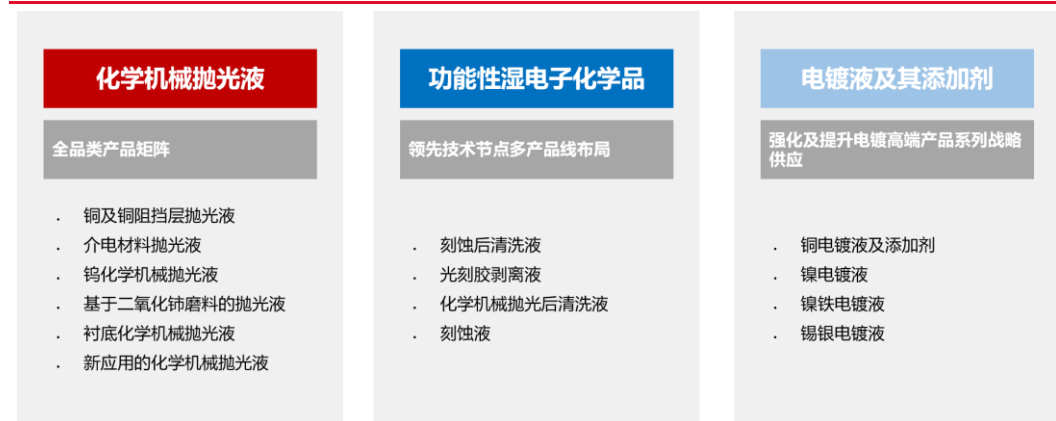 化学机械抛光液
全品类产品矩阵
. 铜及铜阻挡层抛光液
. 介电材料抛光液
. 钨化学机械抛光液
. 基于二氧化铈磨料的抛光液
. 衬底化学机械抛光液
. 新应用的化学机械抛光液
功能性湿电子化学品
领先技术节点多产品线布局
. 刻蚀后清洗液
. 光刻胶剥离液
. 化学机械抛光后清洗液
. 刻蚀液
电镀液及其添加剂
强化及提升电镀高端产品系列战略
供应
. 铜电镀液及添加剂
. 镍电镀液
. 镍铁电镀液
. 锡银电镀液